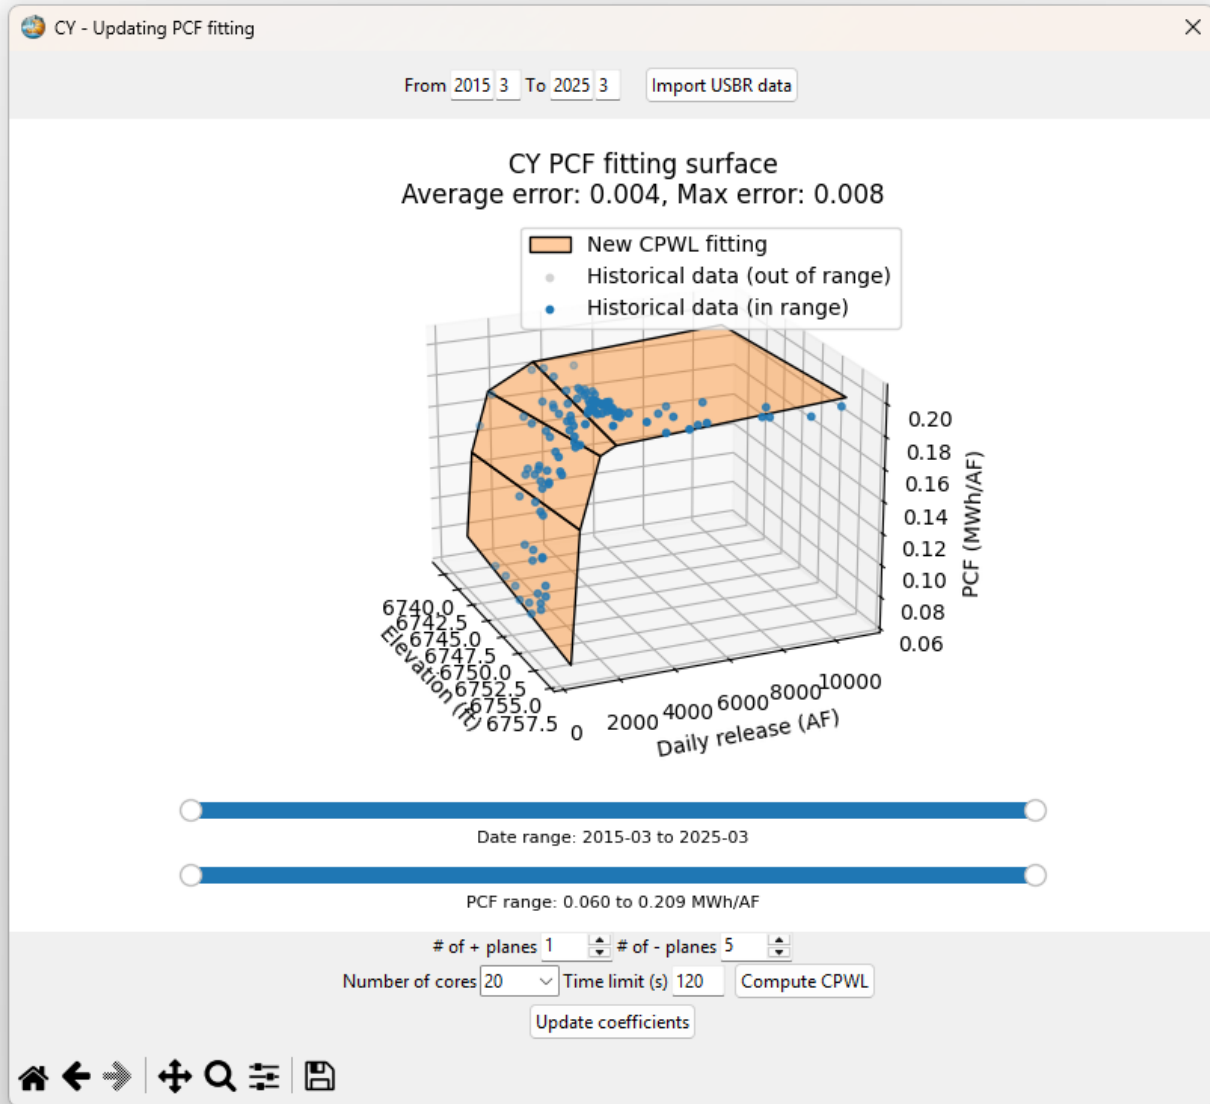 CY - Updating PCF fitting
From 2015 3 To 2025 3 Import USBR data
CY PCF fitting surface
Average error: 0.004, Max error: 0.008
New CPWL fitting
Historical data (out of range)
Historical data (in range)
0.20
0.18
0.16
0.14
0.12
0.10
0.08
0.06
PCF (MWh/AF)
6740.0
6742.5
6745.0
6747.5
6750.0
6752.5
6755.0
6757.5
Elevation (ft)
0 2000 4000 6000 8000 10000
Daily release (AF)
Date range: 2015-03 to 2025-03
PCF range: 0.060 to 0.209 MWh/AF
# of + planes 1 # of - planes 5
Number of cores 20 Time limit (s) 120 Compute CPWL
Update coefficients